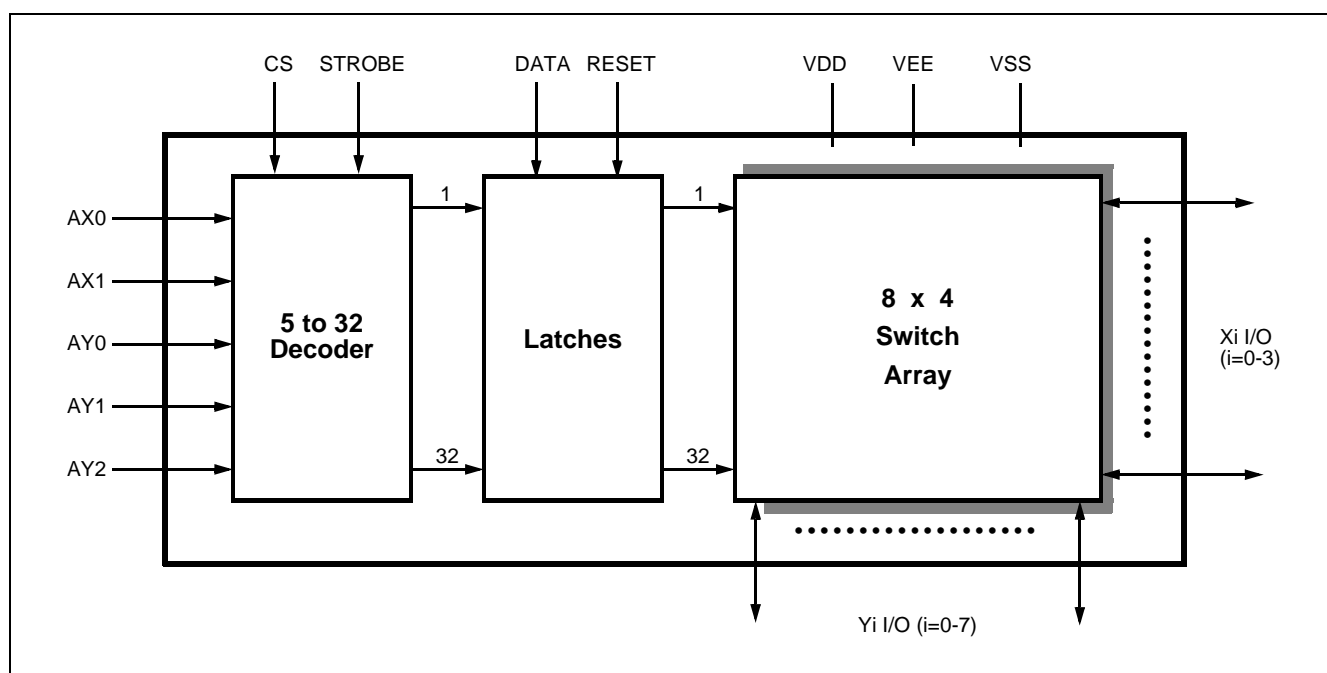 CS STROBE DATA RESET VDD VEE VSS
AX0
AX1
AY0
AY1
AY2
5 to 32
Decoder
1
32
Latches
1
32
8 x 4
Switch
Array
Xi I/O
(i=0-3)
Yi I/O (i=0-7)